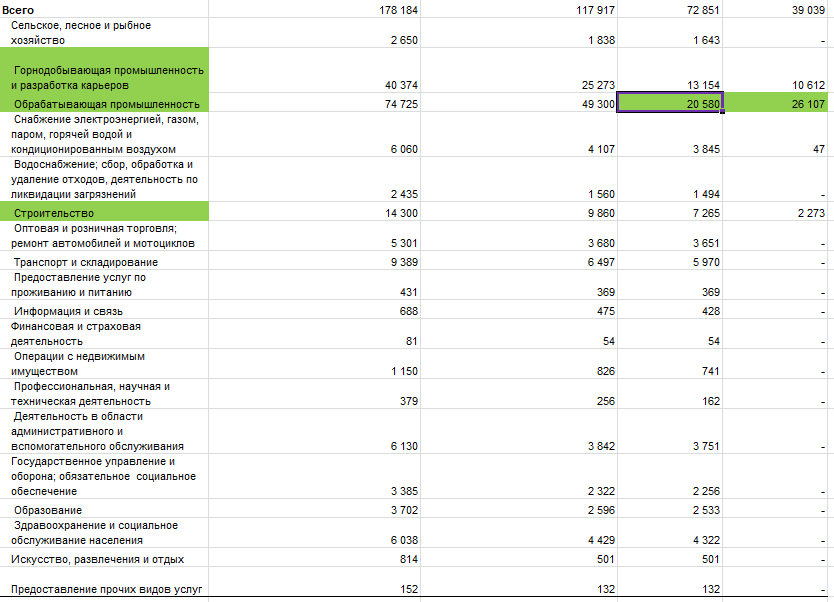 Всего 178 184 117 917 72 851 39 039
Сельское, лесное и рыбное
хозяйство 2 650 1 838 1 643 -
Горнодобывающая промышленность
и разработка карьеров 40 374 25 273 13 154 10 612
Обрабатывающая промышленность 74 725 49 300 20 580 26 107
Снабжение электроэнергией, газом,
паром, горячей водой и
кондиционированным воздухом 6 060 4 107 3 845 47
Водоснабжение; сбор, обработка и
удаление отходов, деятельность по
ликвидации загрязнений 2 435 1 560 1 494 -
Строительство 14 300 9 860 7 265 2 273
Оптовая и розничная торговля;
ремонт автомобилей и мотоциклов 5 301 3 680 3 651 -
Транспорт и складирование 9 389 6 497 5 970 -
Предоставление услуг по
проживанию и питанию 431 369 369 -
Информация и связь 688 475 428 -
Финансовая и страховая
деятельность 81 54 54 -
Операции с недвижимым
имуществом 1 150 826 741 -
Профессиональная, научная и
техническая деятельность 379 256 162 -
Деятельность в области
административного и
вспомогательного обслуживания 6 130 3 842 3 751 -
Государственное управление и
оборона; обязательное социальное
обеспечение 3 385 2 322 2 256 -
Образование 3 702 2 596 2 533 -
Здравоохранение и социальное
обслуживание населения 6 038 4 429 4 322 -
Искусство, развлечения и отдых 814 501 501 -
Предоставление прочих видов услуг 152 132 132 -